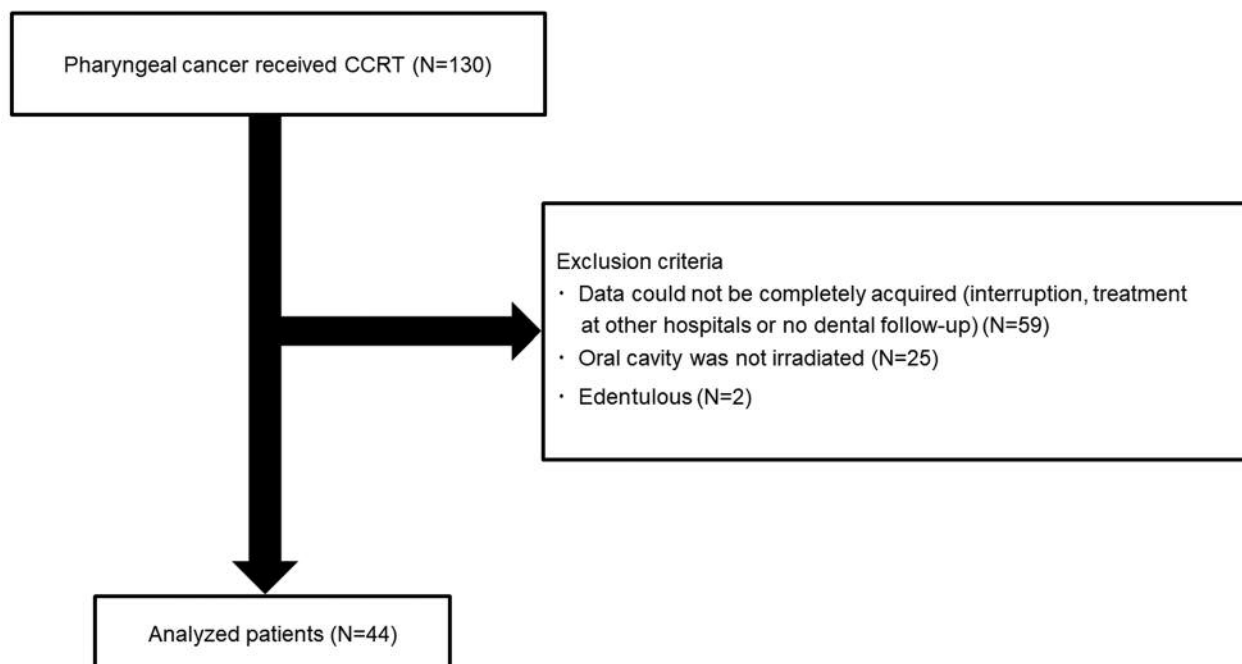 Pharyngeal cancer received CCRT (N=130)
Exclusion criteria
・ Data could not be completely acquired (interruption, treatment
at other hospitals or no dental follow-up) (N=59)
・ Oral cavity was not irradiated (N=25)
・ Edentulous (N=2)
Analyzed patients (N=44)